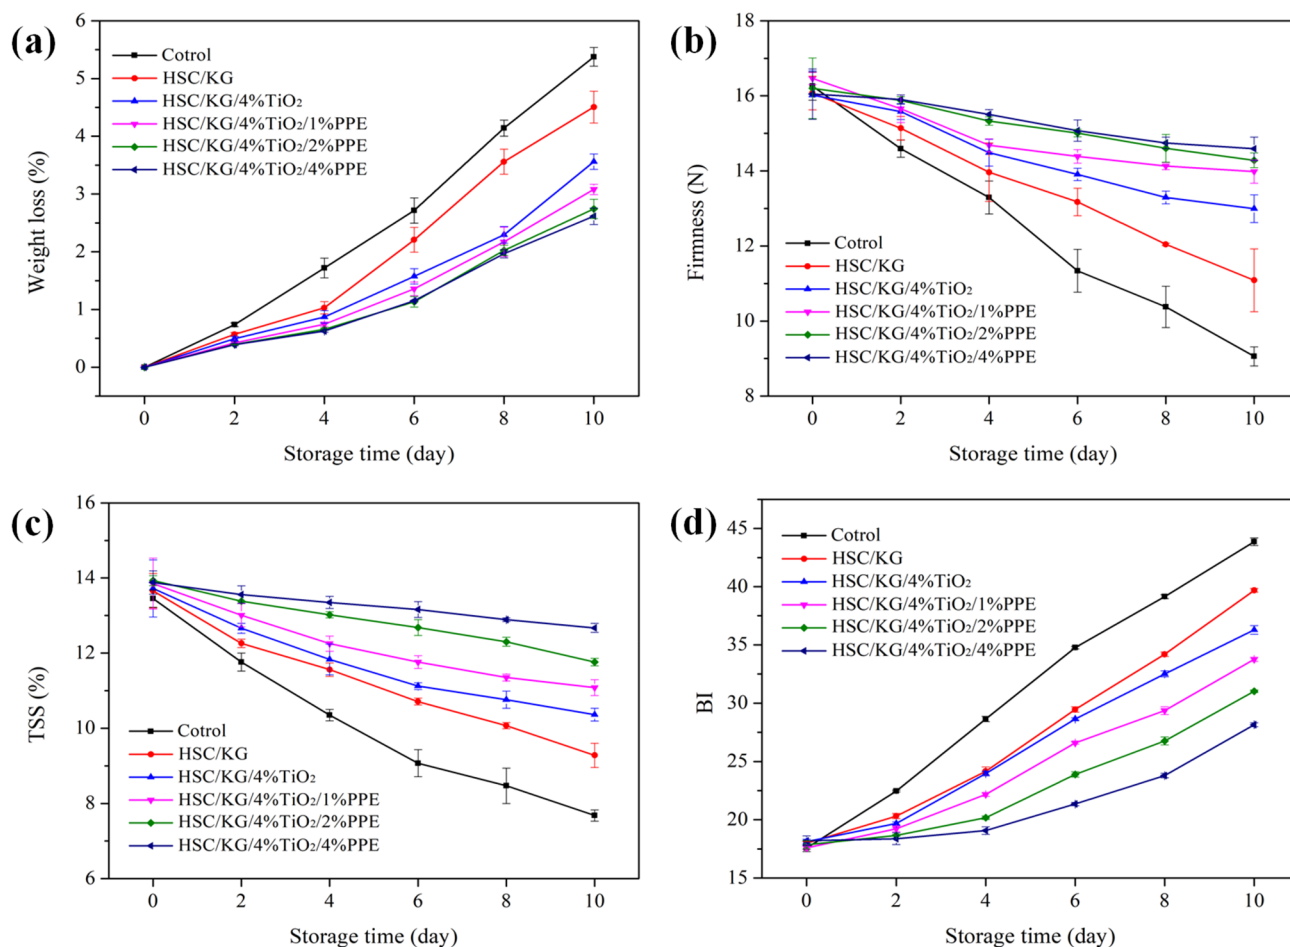 (a)
6
5
4
3
2
1
0
Weight loss (%)
Cotrol
HSC/KG
HSC/KG/4%TiO₂
HSC/KG/4%TiO₂/1%PPE
HSC/KG/4%TiO₂/2%PPE
HSC/KG/4%TiO₂/4%PPE
0 2 4 6 8 10
Storage time (day)
(b)
18
16
14
12
10
8
Firmness (N)
Cotrol
HSC/KG
HSC/KG/4%TiO₂
HSC/KG/4%TiO₂/1%PPE
HSC/KG/4%TiO₂/2%PPE
HSC/KG/4%TiO₂/4%PPE
0 2 4 6 8 10
Storage time (day)
(c)
16
14
12
10
8
6
TSS (%)
Cotrol
HSC/KG
HSC/KG/4%TiO₂
HSC/KG/4%TiO₂/1%PPE
HSC/KG/4%TiO₂/2%PPE
HSC/KG/4%TiO₂/4%PPE
0 2 4 6 8 10
Storage time (day)
(d)
45
40
35
30
25
20
15
BI
Cotrol
HSC/KG
HSC/KG/4%TiO₂
HSC/KG/4%TiO₂/1%PPE
HSC/KG/4%TiO₂/2%PPE
HSC/KG/4%TiO₂/4%PPE
0 2 4 6 8 10
Storage time (day)